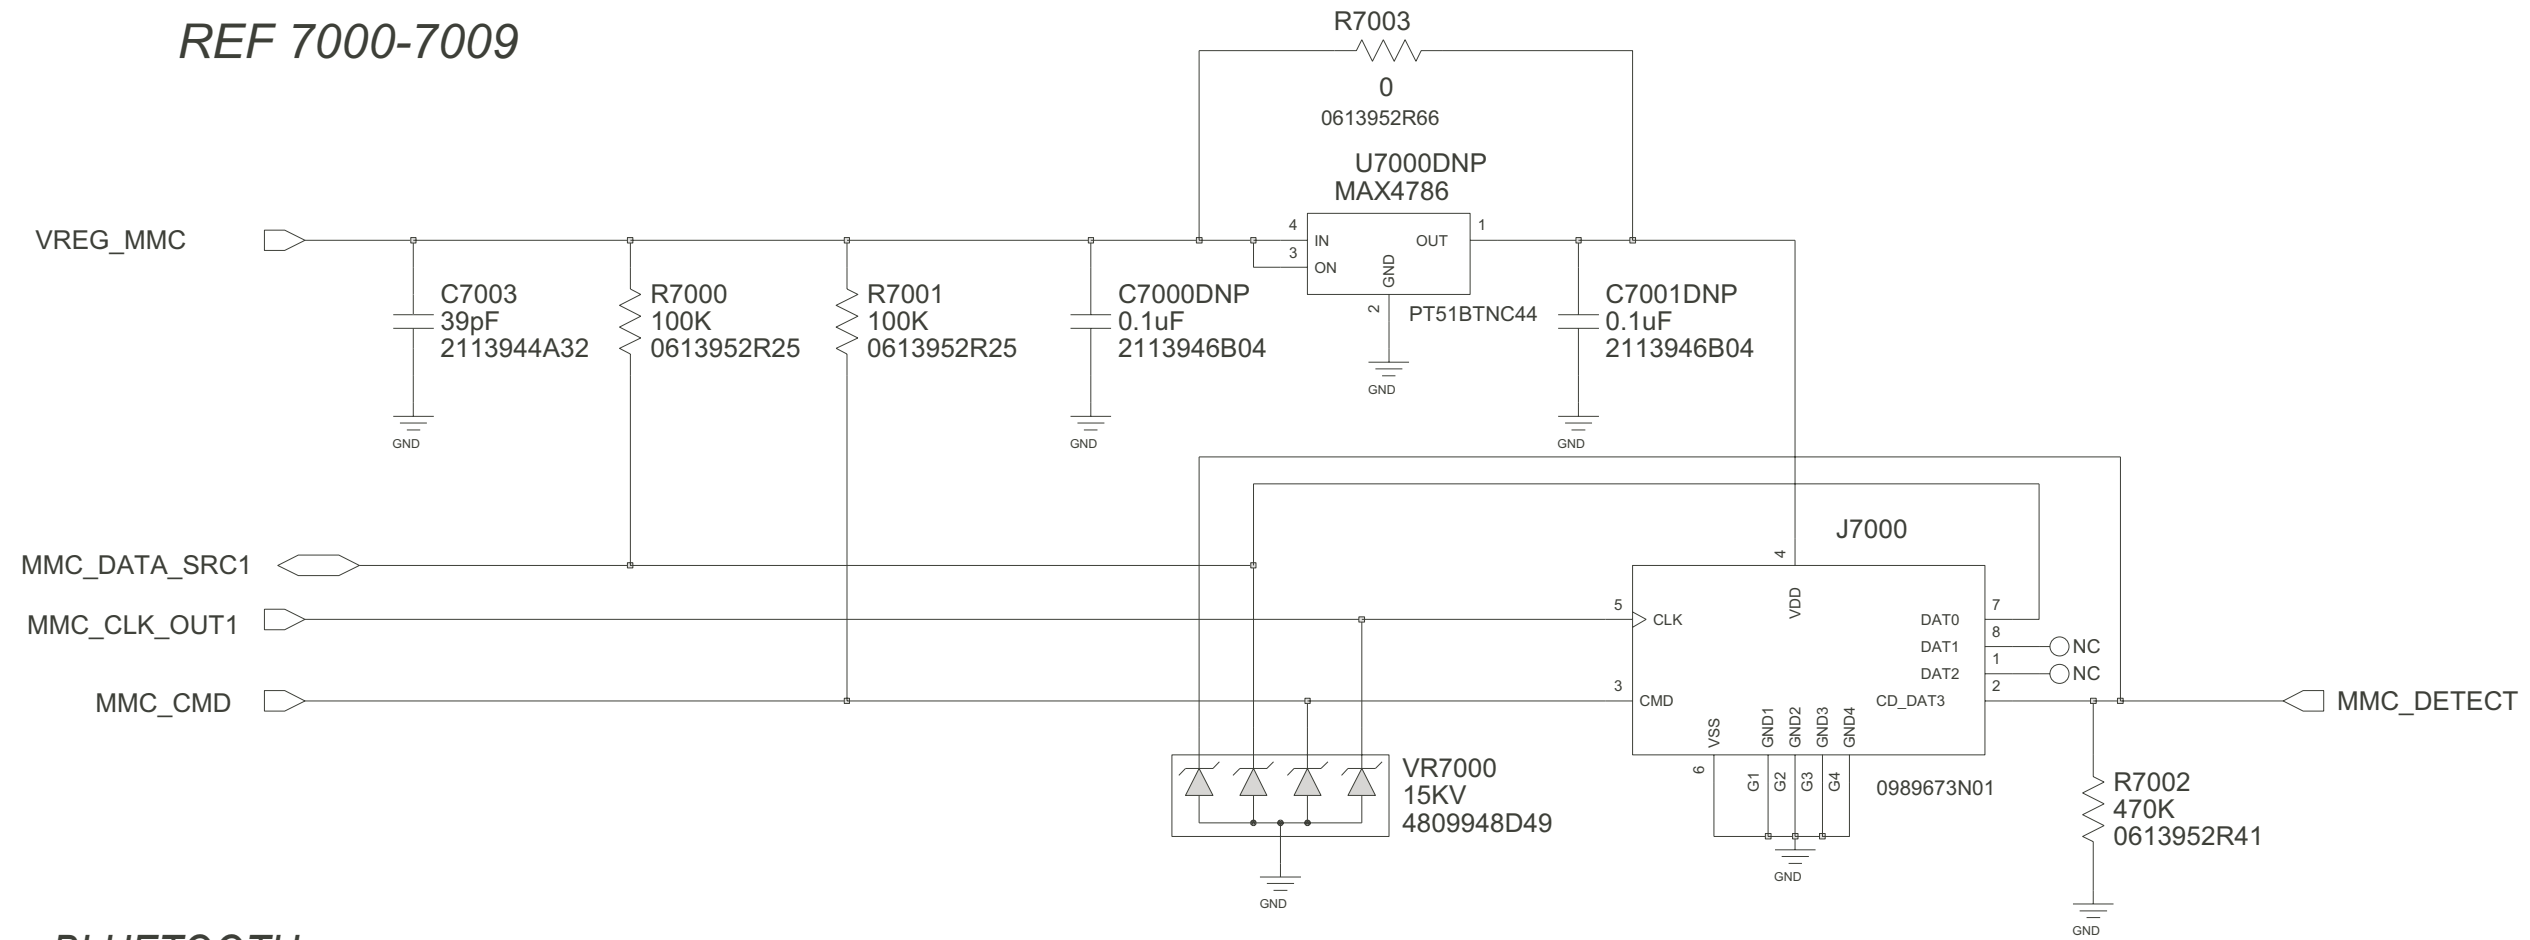 REF 7000-7009
R7003
0
0613952R66
U7000DNP
MAX4786
VREG_MMC
4
IN
OUT
1
3
ON
GND
2
PT51BTNC44
C7003
39pF
2113944A32
GND
R7000
100K
0613952R25
R7001
100K
0613952R25
C7000DNP
0.1uF
2113946B04
GND
GND
C7001DNP
0.1uF
2113946B04
GND
J7000
4
VDD
MMC_DATA_SRC1
MMC_CLK_OUT1
5
CLK
DAT0
7
DAT1
8
NC
DAT2
1
NC
MMC_CMD
3
CMD
CD_DAT3
2
MMC_DETECT
VSS
GND1
GND2
GND3
GND4
6
G1
G2
G3
G4
0989673N01
GND
VR7000
15KV
4809948D49
GND
R7002
470K
0613952R41
GND